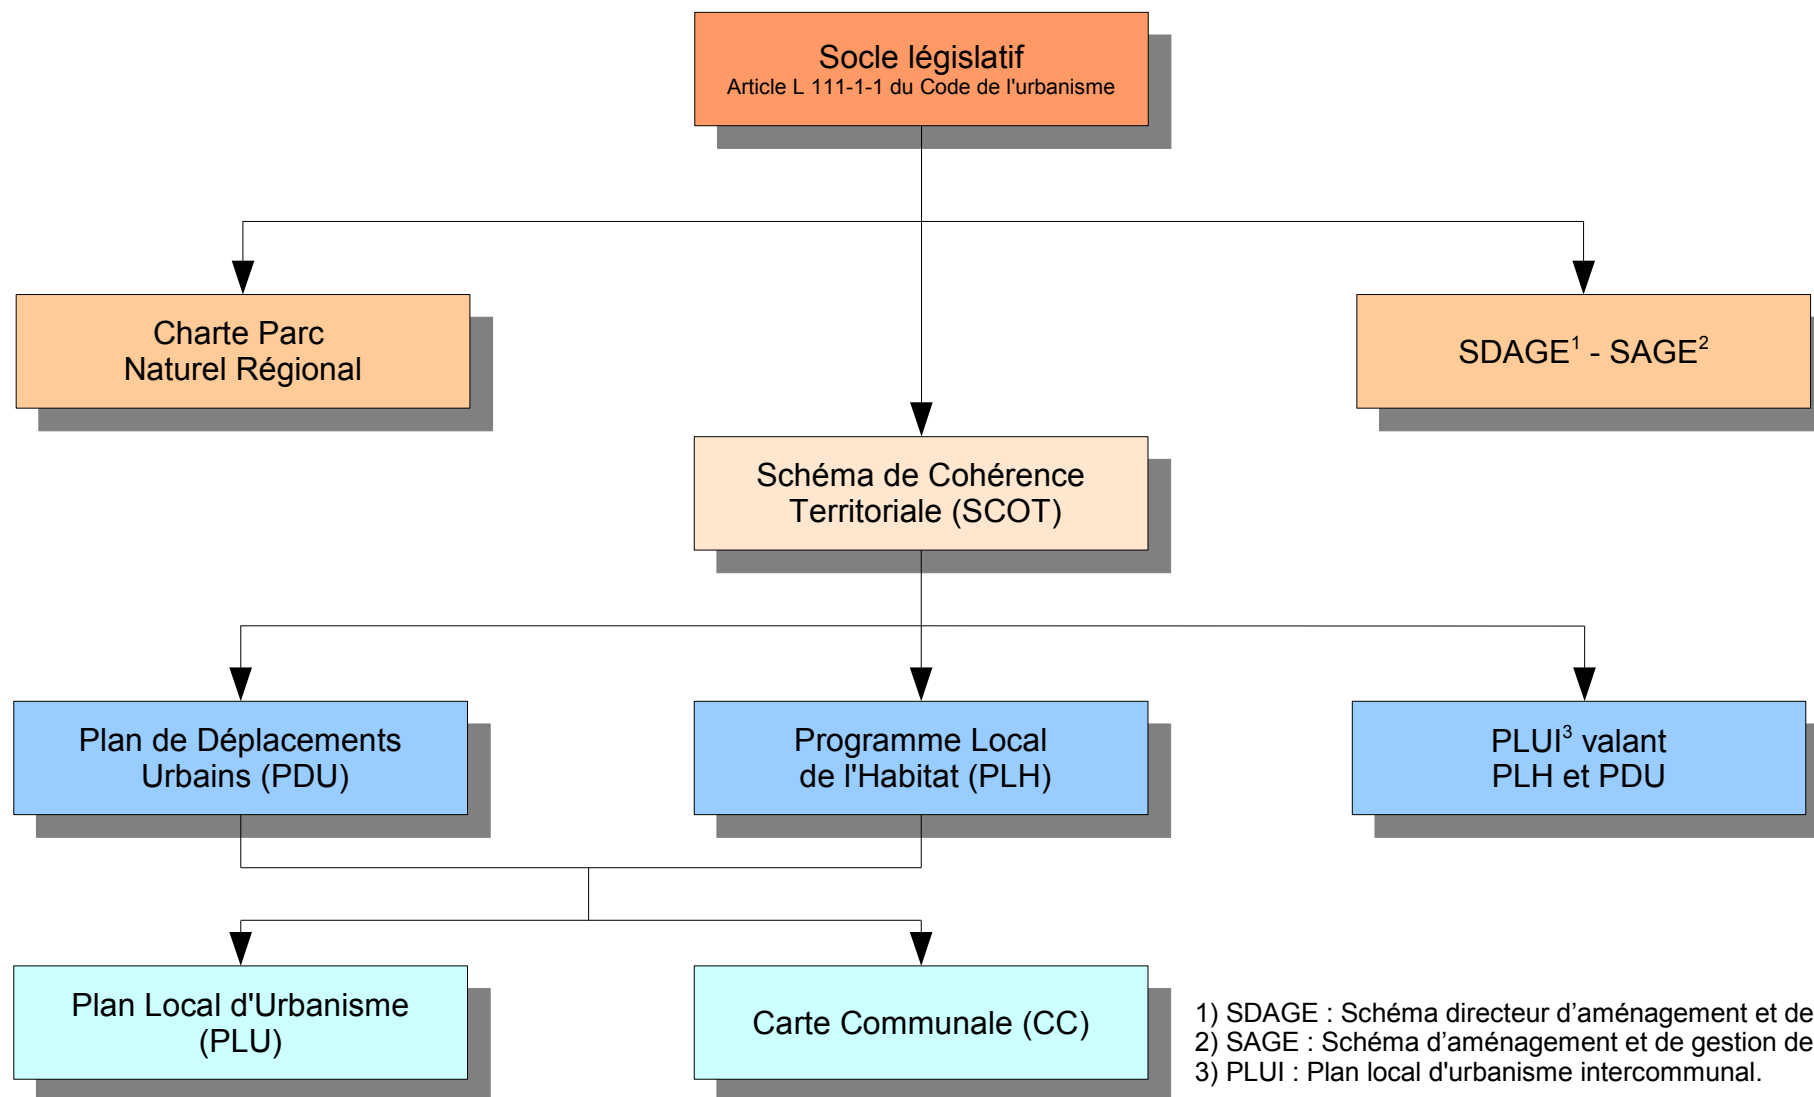 Socle législatif
Article L 111-1-1 du Code de l'urbanisme
Charte Parc
Naturel Régional
SDAGE¹ - SAGE²
Schéma de Cohérence
Territoriale (SCOT)
Plan de Déplacements
Urbains (PDU)
Programme Local
de l'Habitat (PLH)
PLUI³ valant
PLH et PDU
Plan Local d'Urbanisme
(PLU)
Carte Communale (CC)
1) SDAGE : Schéma directeur d’aménagement et de
2) SAGE : Schéma d’aménagement et de gestion de
3) PLUI : Plan local d'urbanisme intercommunal.